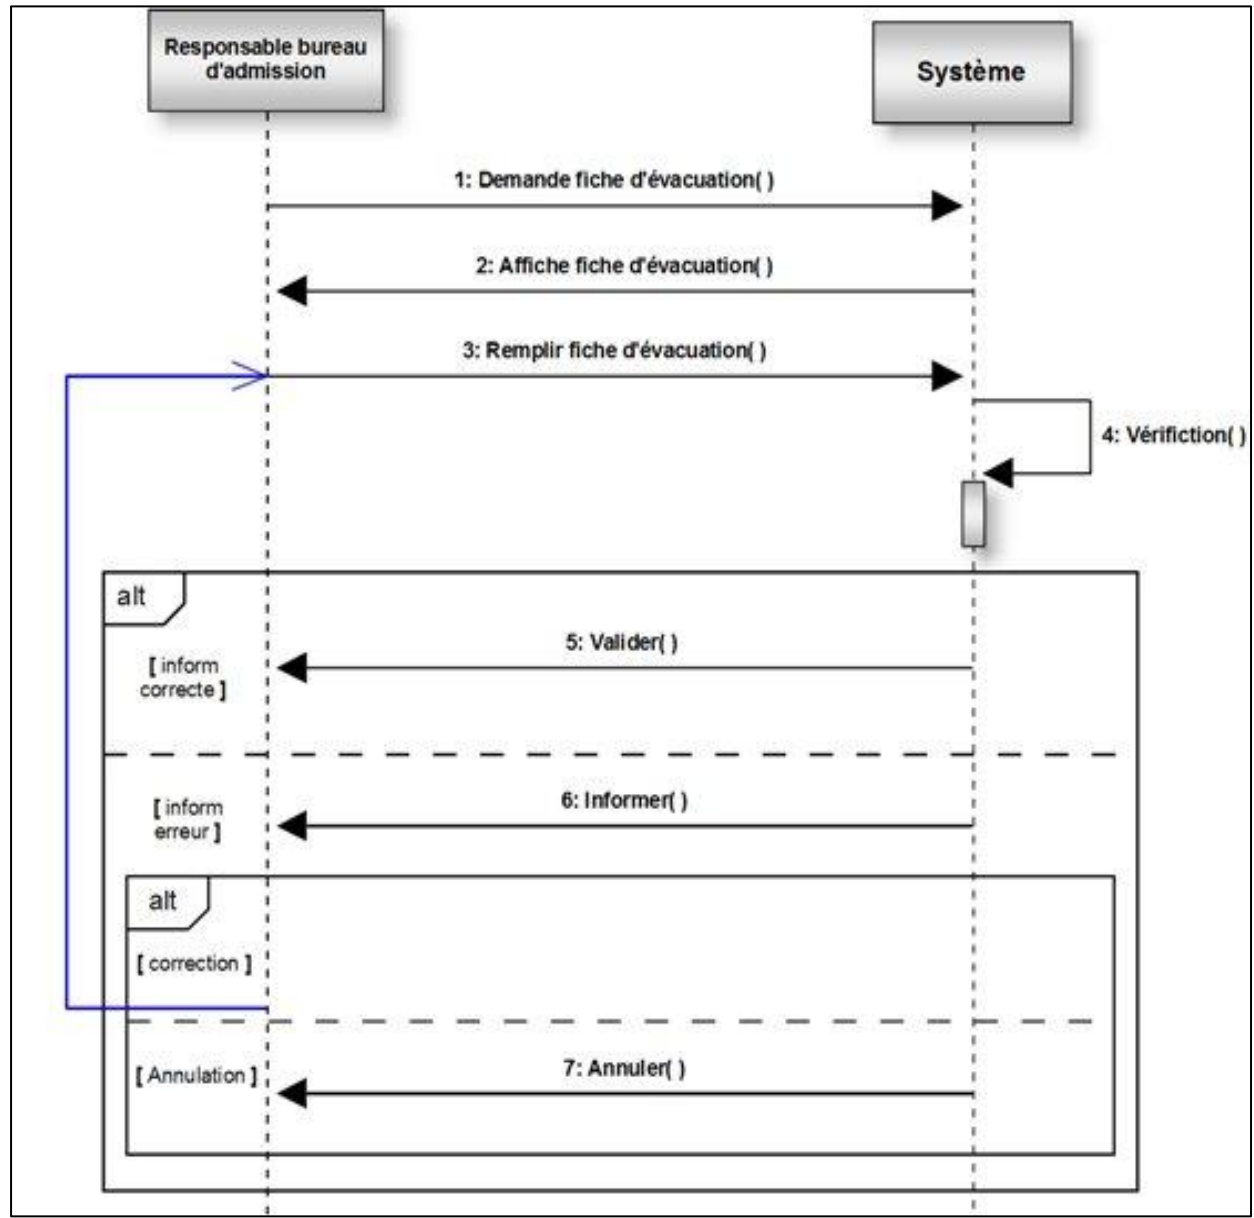 Responsable bureau
d'admission
Système
1: Demande fiche d'évacuation( )
2: Affiche fiche d'évacuation( )
3: Remplir fiche d'évacuation( )
4: Vérifiction( )
alt
5: Valider( )
[ inform
correcte ]
6: Informer( )
[ inform
erreur ]
alt
[ correction ]
7: Annuler( )
[ Annulation ]